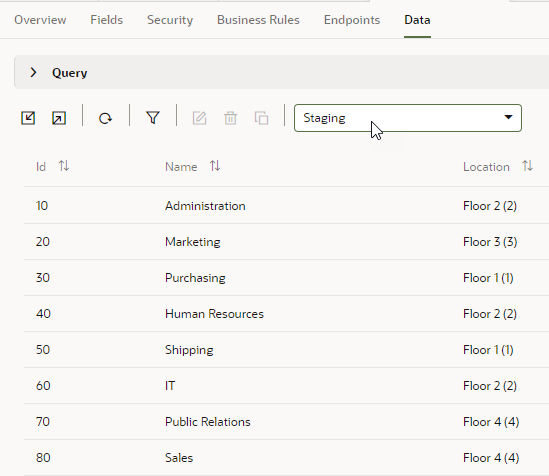 Overview Fields Security Business Rules Endpoints Data
Query
Staging
Id Name Location
10 Administration Floor 2 (2)
20 Marketing Floor 3 (3)
30 Purchasing Floor 1 (1)
40 Human Resources Floor 2 (2)
50 Shipping Floor 1 (1)
60 IT Floor 2 (2)
70 Public Relations Floor 4 (4)
80 Sales Floor 4 (4)